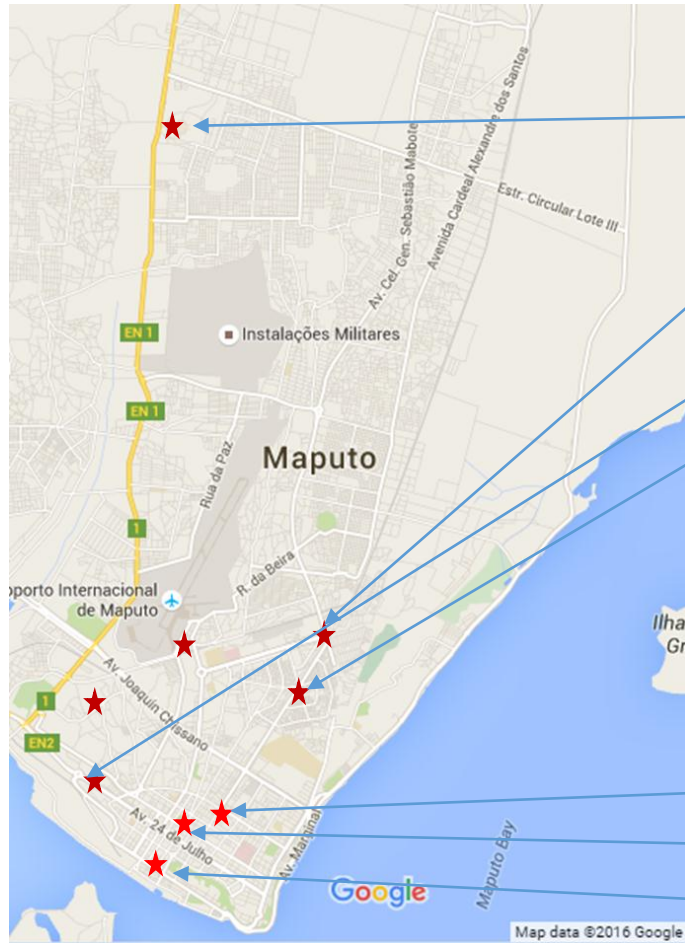 Av. Cel. Gen. Sebastião Mabote
Avenida Cardeal Alexandre dos Santos
Estr. Circular Lote III
EN 1
Instalações Militares
EN 1
Maputo
Rua da Paz
1
R. da Beira
oporto Internacional
de Maputo
Ilha
Gr
Av. Joaquin Chissano
1
EN2
Av. 24 de Julho
Av. Marginal
Maputo Bay
Google
Map data ©2016 Google